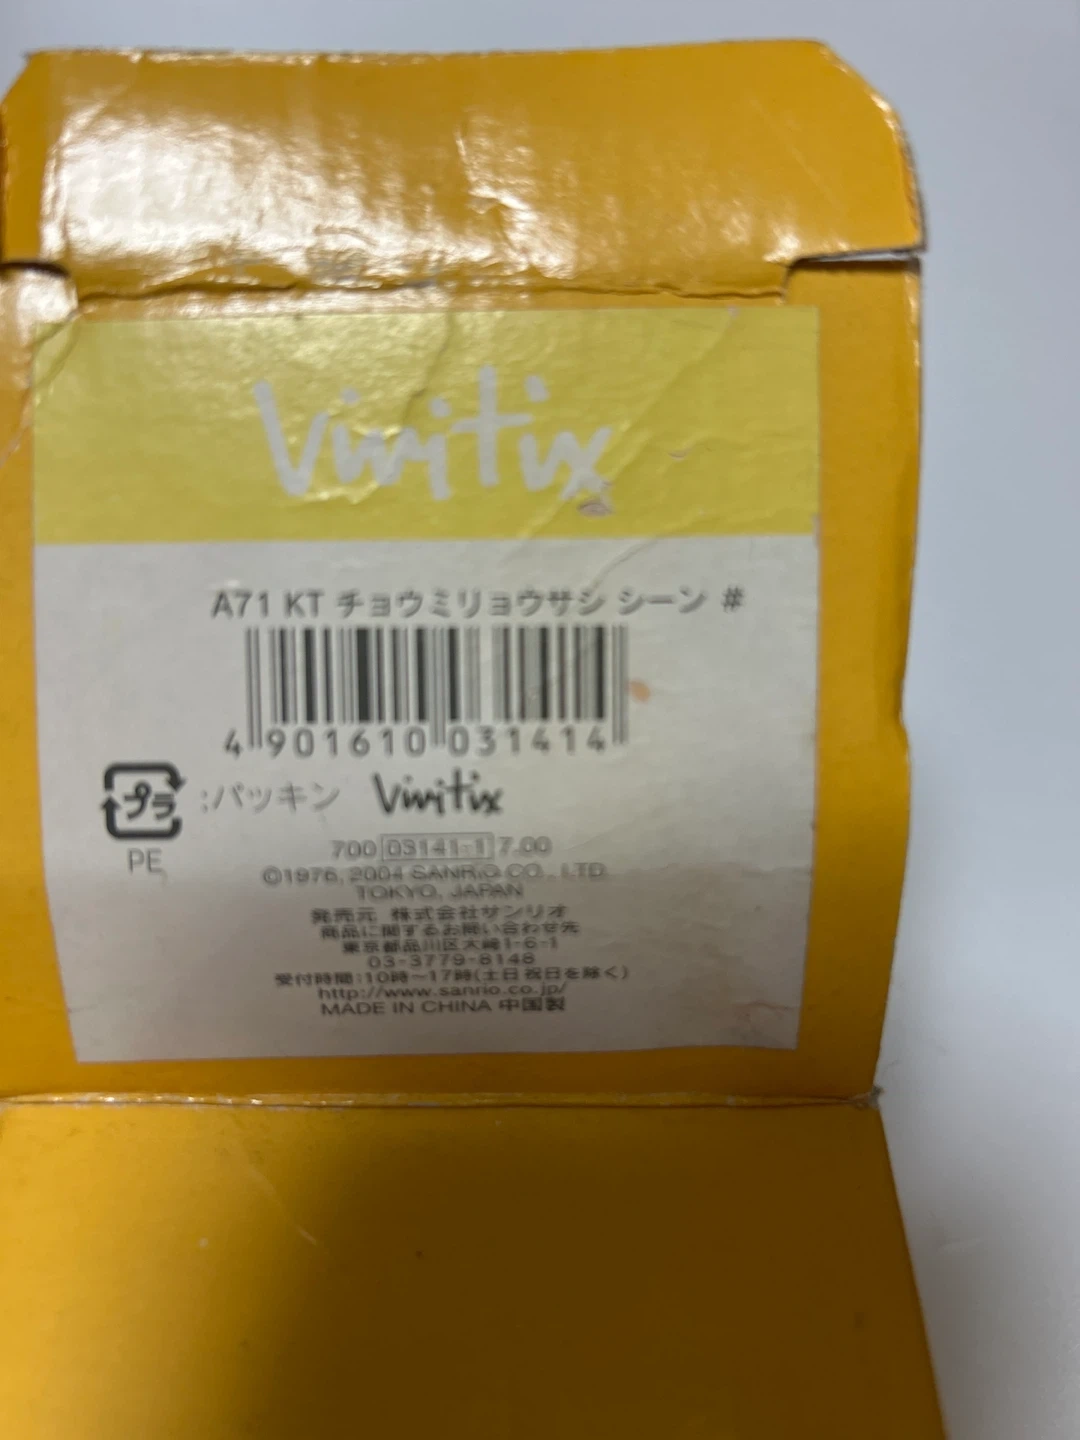 Vivitix
A71 KT チョウミリョウサシ シーン #
4 901610 031414
プラ :パッキン Vivitix
PE
700 03141-1 7.00
©1976, 2004 SANRIO CO., LTD.
TOKYO, JAPAN
発売元 株式会社サンリオ
商品に関するお問い合わせ先
東京都品川区大崎1-6-1
03-3779-8148
受付時間:10時〜17時(土日祝日を除く)
http://www.sanrio.co.jp/
MADE IN CHINA 中国製